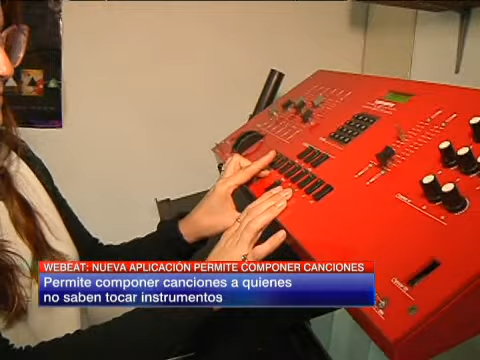 WEBEAT: NUEVA APLICACIÓN PERMITE COMPONER CANCIONES
Permite componer canciones a quienes
no saben tocar instrumentos